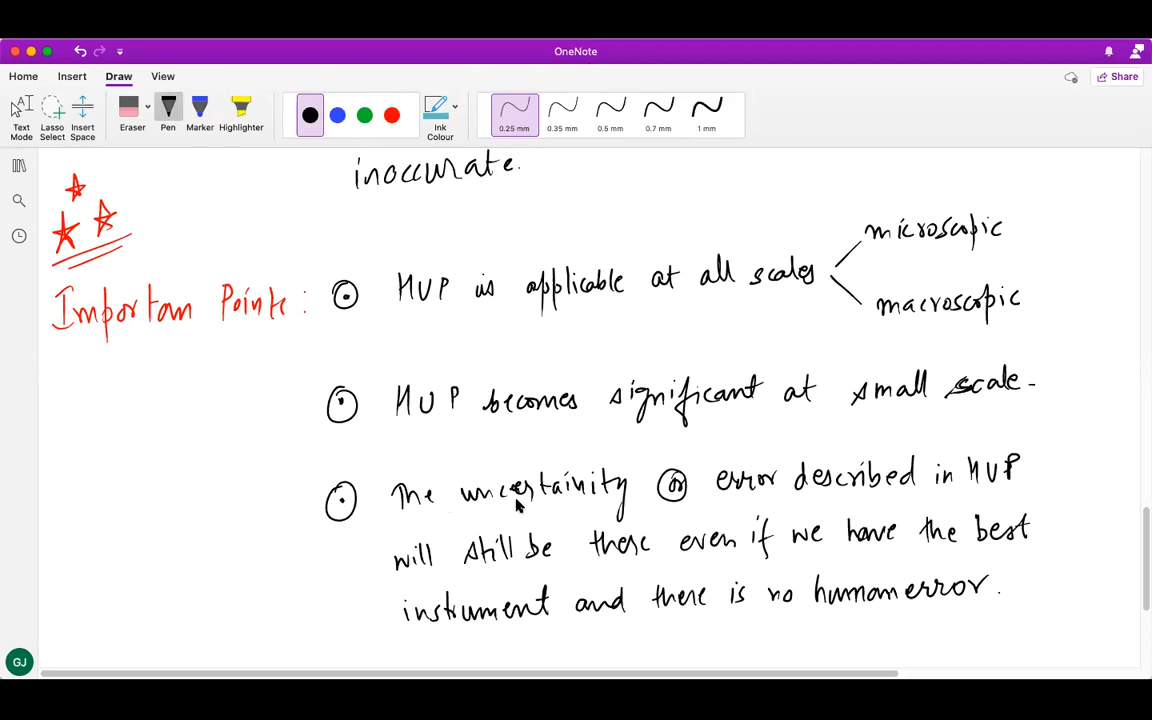 OneNote
Home Insert Draw View
Share
Text Mode
Lasso Select
Insert Space
Eraser
Pen
Marker
Highlighter
Ink Colour
0.25 mm
0.35 mm
0.5 mm
0.7 mm
1 mm
inaccurate.
microscopic
Importan Points :
HUP is applicable at all scales
macroscopic
HUP becomes significant at small scale-
The uncertainity or error described in HUP
will still be there even if we have the best
instrument and there is no human error.
GJ